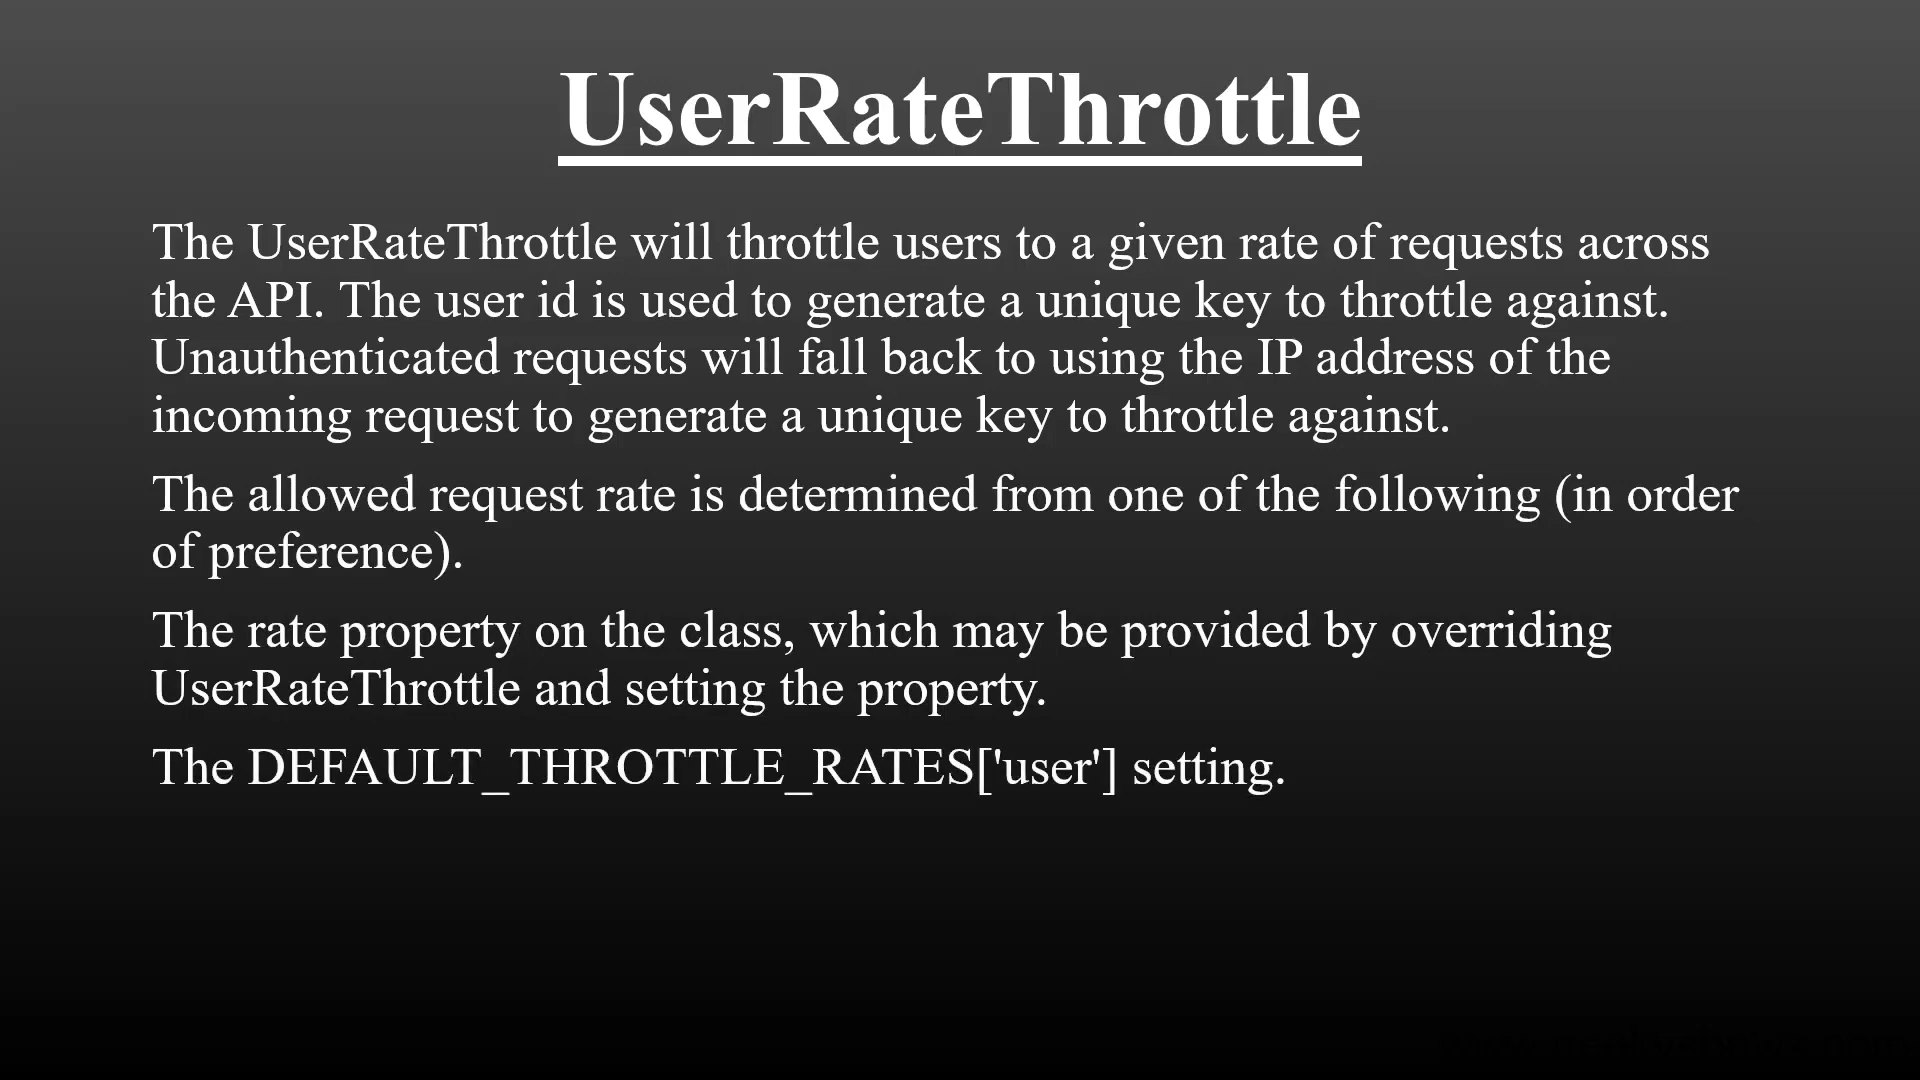 UserRateThrottle
The UserRateThrottle will throttle users to a given rate of requests across
the API. The user id is used to generate a unique key to throttle against.
Unauthenticated requests will fall back to using the IP address of the
incoming request to generate a unique key to throttle against.
The allowed request rate is determined from one of the following (in order
of preference).
The rate property on the class, which may be provided by overriding
UserRateThrottle and setting the property.
The DEFAULT_THROTTLE_RATES['user'] setting.